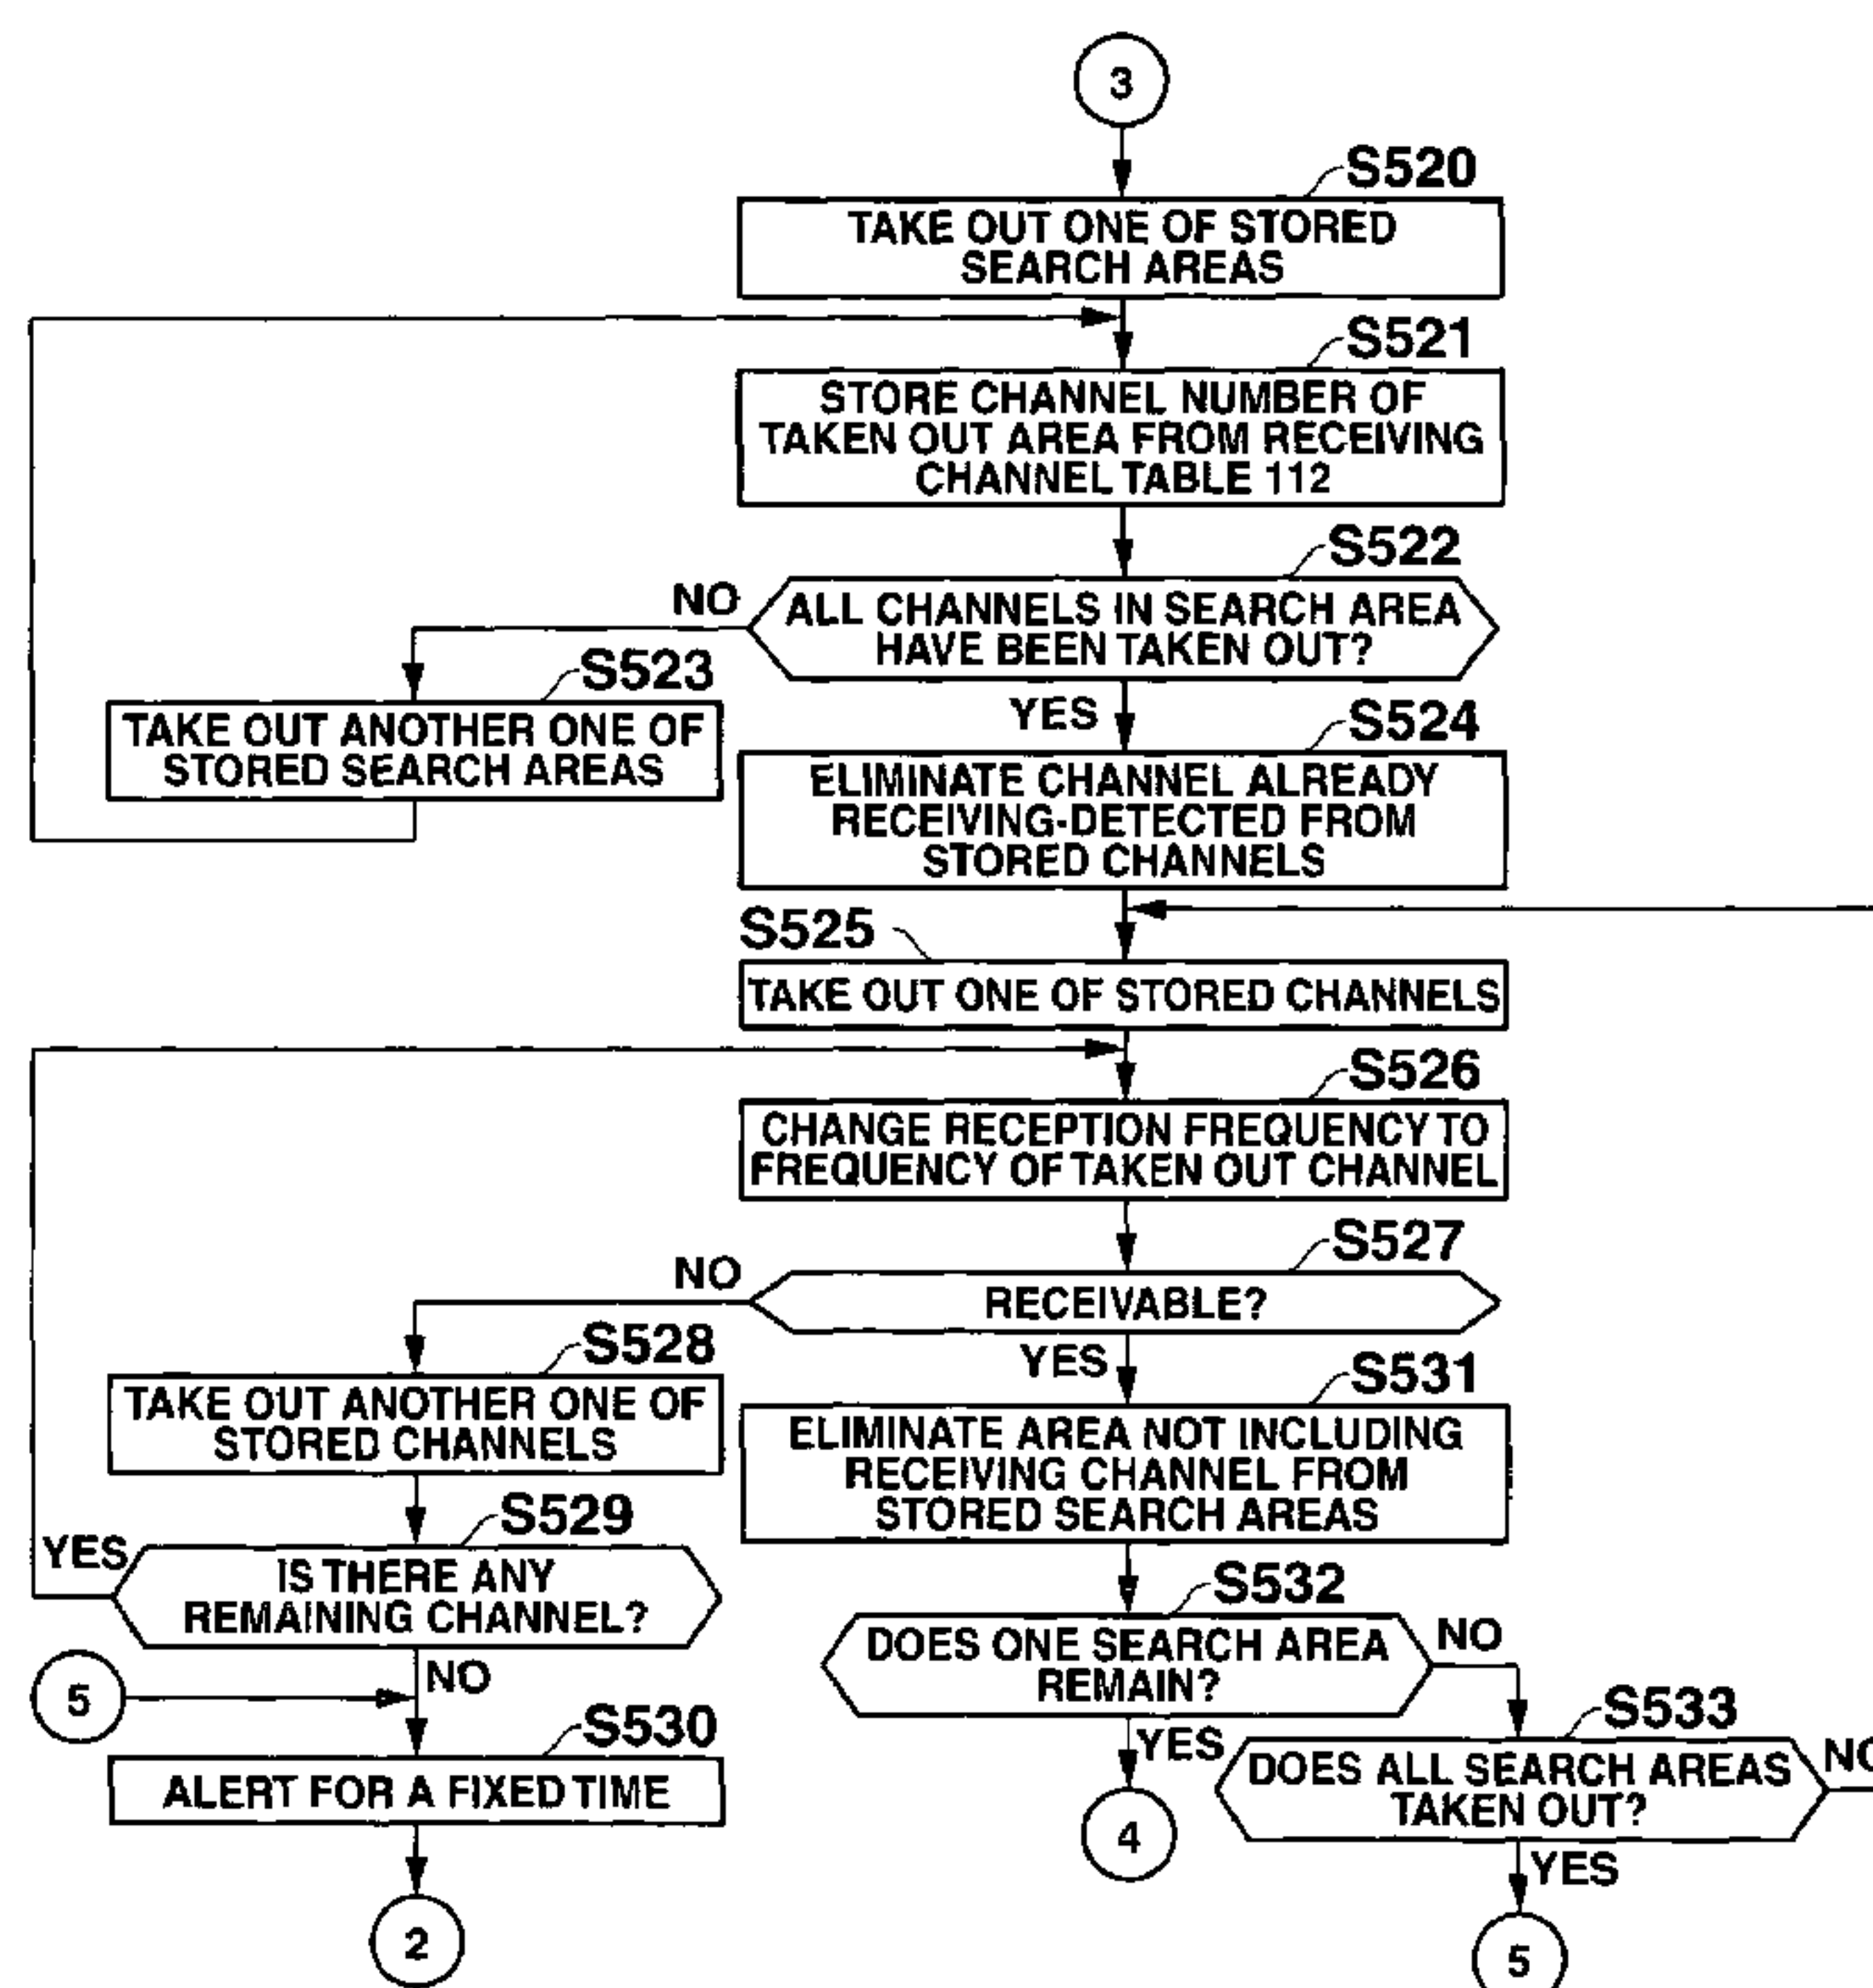 3
S520
TAKE OUT ONE OF STORED
SEARCH AREAS
S521
STORE CHANNEL NUMBER OF
TAKEN OUT AREA FROM RECEIVING
CHANNEL TABLE 112
S522
NO
ALL CHANNELS IN SEARCH AREA
HAVE BEEN TAKEN OUT?
S523
TAKE OUT ANOTHER ONE OF
STORED SEARCH AREAS
YES
S524
ELIMINATE CHANNEL ALREADY
RECEIVING-DETECTED FROM
STORED CHANNELS
S525
TAKE OUT ONE OF STORED CHANNELS
S526
CHANGE RECEPTION FREQUENCY TO
FREQUENCY OF TAKEN OUT CHANNEL
S527
NO
RECEIVABLE?
S528
TAKE OUT ANOTHER ONE OF
STORED CHANNELS
YES
S531
ELIMINATE AREA NOT INCLUDING
RECEIVING CHANNEL FROM
STORED SEARCH AREAS
S529
YES
IS THERE ANY
REMAINING CHANNEL?
S532
DOES ONE SEARCH AREA
REMAIN?
NO
5
NO
S530
ALERT FOR A FIXED TIME
YES
S533
DOES ALL SEARCH AREAS
TAKEN OUT?
NO
4
YES
2
5